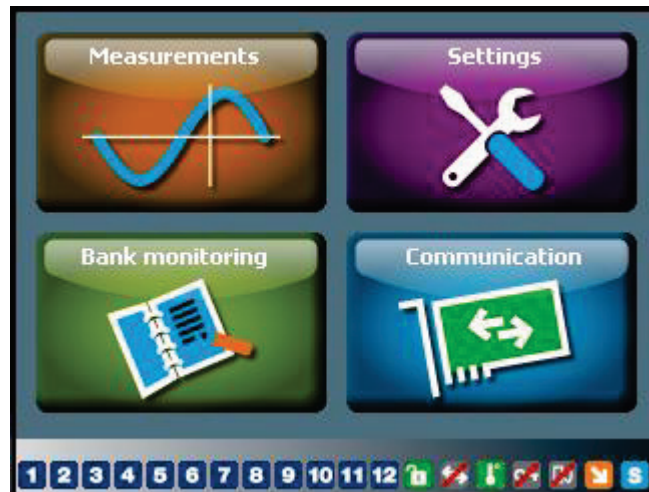 Measurements Settings
Bank monitoring Communication
1 2 3 4 5 6 7 8 9 10 11 12 S